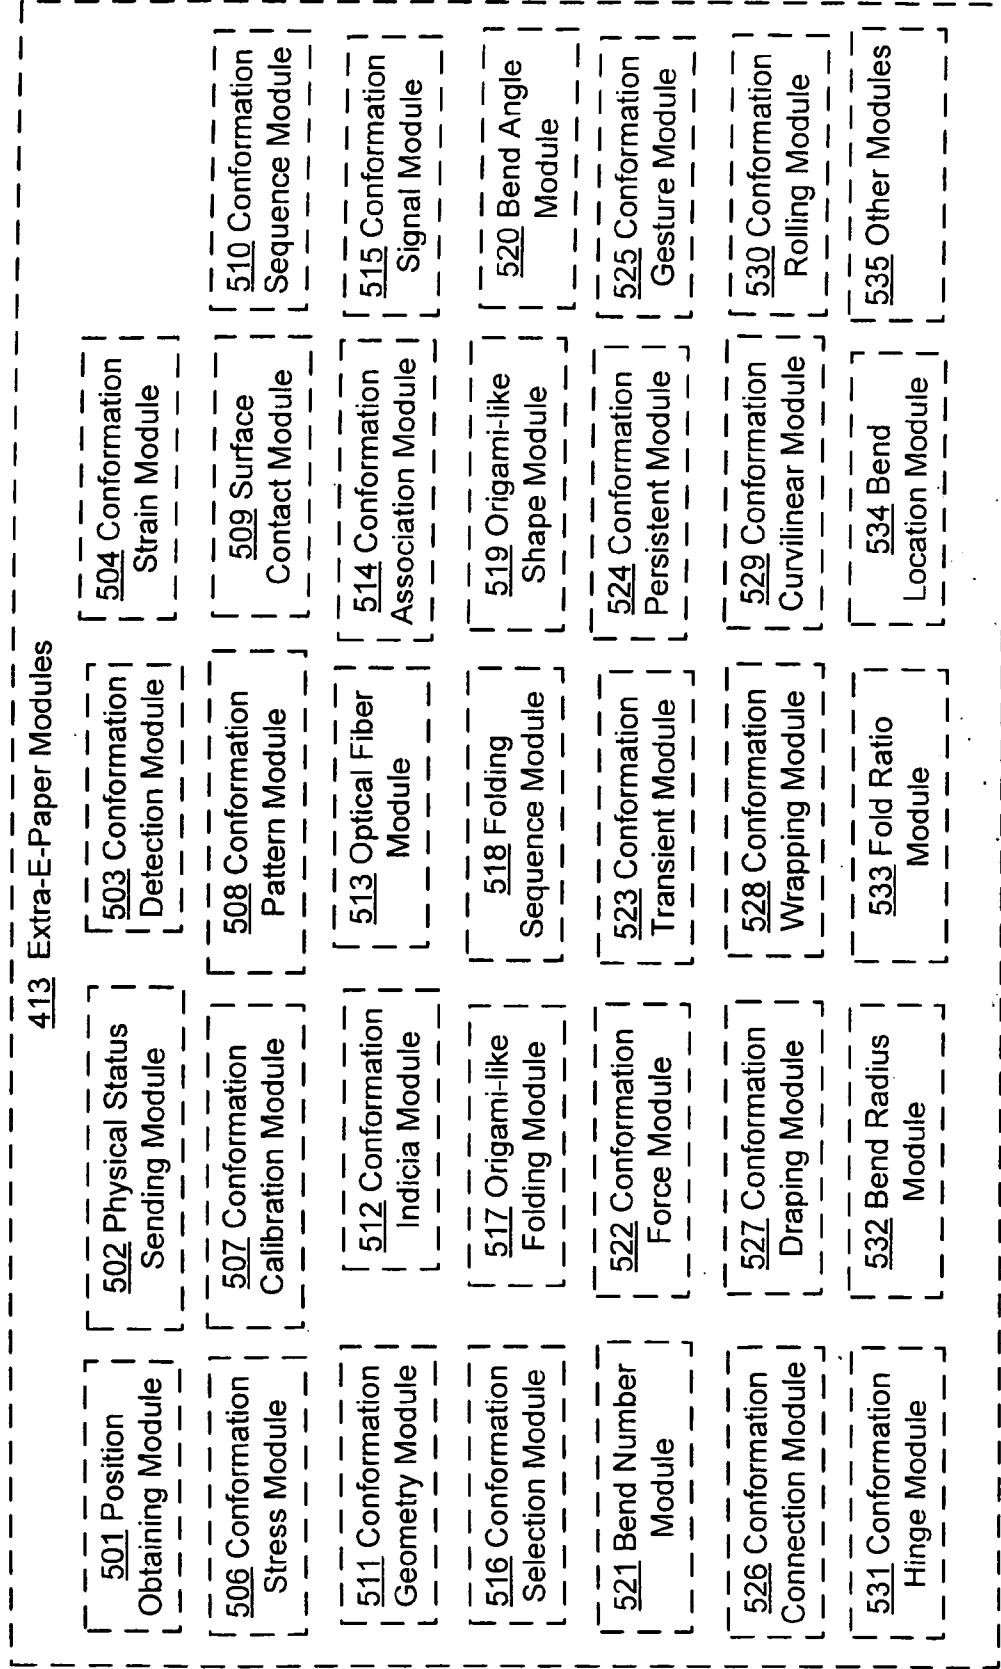 413 Extra-E-Paper Modules
501 Position
Obtaining Module
502 Physical Status
Sending Module
503 Conformation
Detection Module
504 Conformation
Strain Module
506 Conformation
Stress Module
507 Conformation
Calibration Module
508 Conformation
Pattern Module
509 Surface
Contact Module
510 Conformation
Sequence Module
511 Conformation
Geometry Module
512 Conformation
Indicia Module
513 Optical Fiber
Module
514 Conformation
Association Module
515 Conformation
Signal Module
516 Conformation
Selection Module
517 Origami-like
Folding Module
518 Folding
Sequence Module
519 Origami-like
Shape Module
520 Bend Angle
Module
521 Bend Number
Module
522 Conformation
Force Module
523 Conformation
Transient Module
524 Conformation
Persistent Module
525 Conformation
Gesture Module
526 Conformation
Connection Module
527 Conformation
Draping Module
528 Conformation
Wrapping Module
529 Conformation
Curvilinear Module
530 Conformation
Rolling Module
531 Conformation
Hinge Module
532 Bend Radius
Module
533 Fold Ratio
Module
534 Bend
Location Module
535 Other Modules